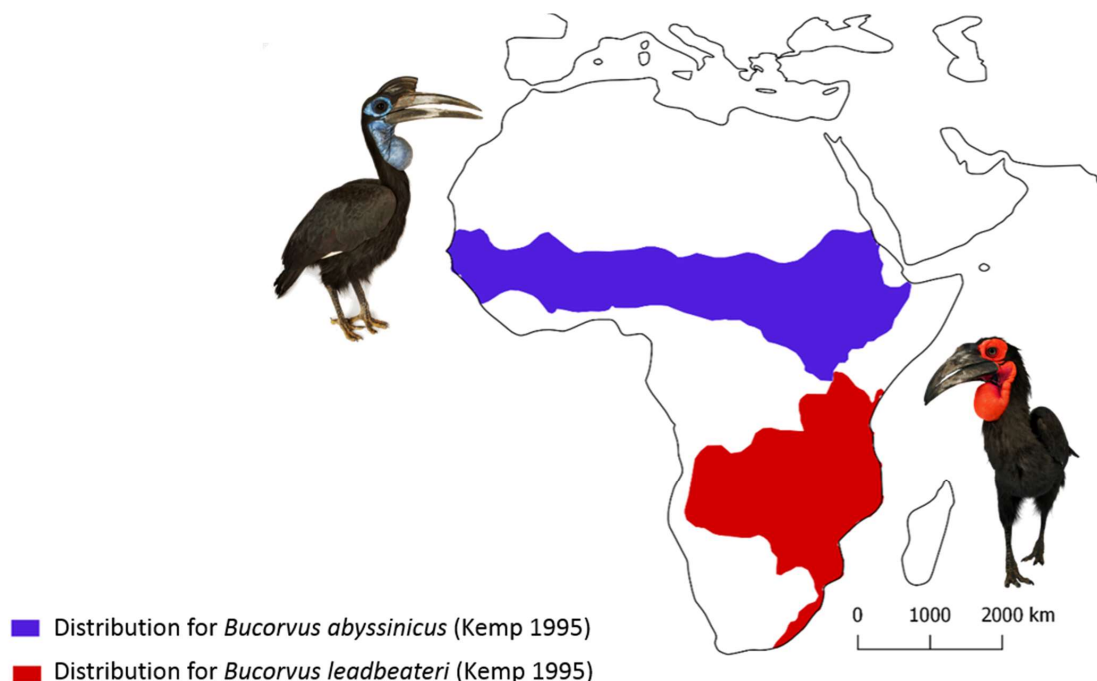 0 1000 2000 km
Distribution for Bucorvus abyssinicus (Kemp 1995)
Distribution for Bucorvus leadbeateri (Kemp 1995)